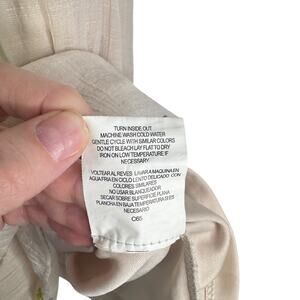 TURN INSIDE OUT
MACHINE WASH COLD WATER
GENTLE CYCLE WITH SIMILAR COLORS
DO NOT BLEACH LAY FLAT TO DRY
IRON ON LOW TEMPERATURE IF
NECESSARY
VOLTEAR AL REVES LAVAR A MAQUINA EN
AGUA FRIA EN CICLO LENTO DELICADO CON
COLORES SIMILARES
NO USAR BLANQUEADOR
SECAR SOBRE SUPERFICIE PLANA
PLANCHA EN BAJA TEMPERATURA SI ES
NECESARIO
C65